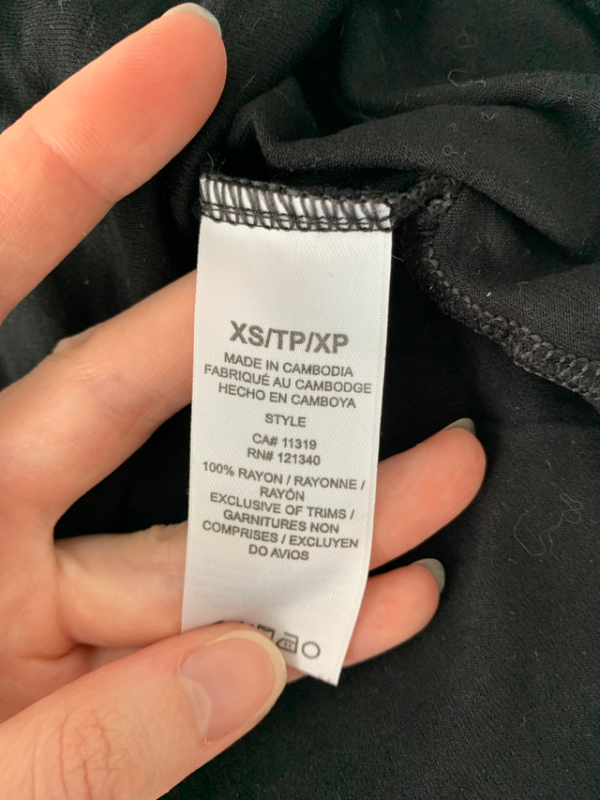 XS/TP/XP
MADE IN CAMBODIA
FABRIQUÉ AU CAMBODGE
HECHO EN CAMBOYA
STYLE
CA# 11319
RN# 121340
100% RAYON / RAYONNE /
RAYÓN
EXCLUSIVE OF TRIMS /
GARNITURES NON
COMPRISES / EXCLUYEN
DO AVIOS